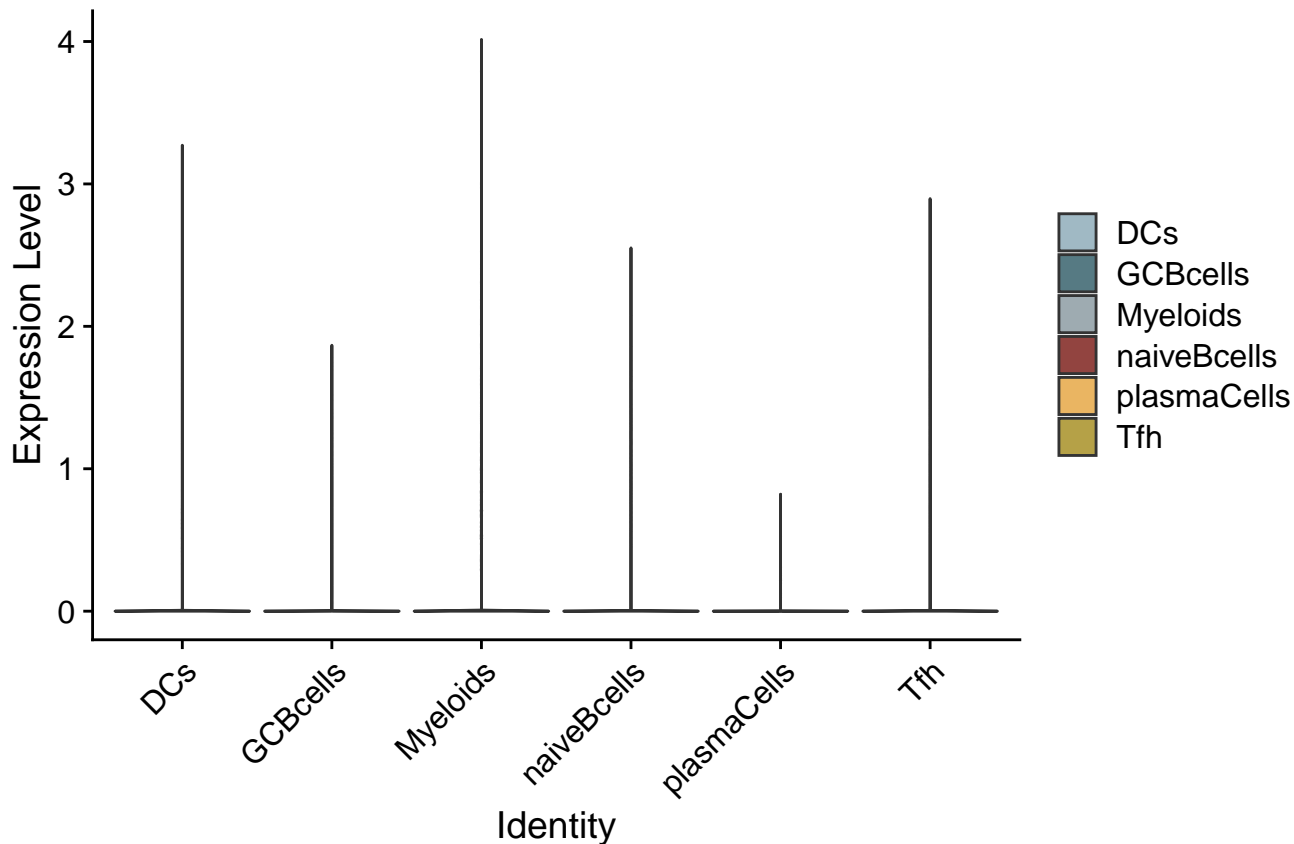 4
3
2
1
0
Expression Level
DCs
GCBcells
Myeloids
naiveBcells
plasmaCells
Tfh
Identity
DCs
GCBcells
Myeloids
naiveBcells
plasmaCells
Tfh